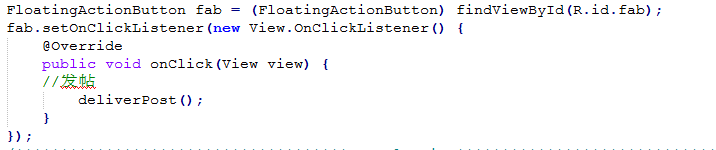 FloatingActionButton fab = (FloatingActionButton) findViewById(R.id.fab);
fab.setOnClickListener(new View.OnClickListener() {
@Override
public void onClick(View view) {
//发帖
deliverPost();
}
});